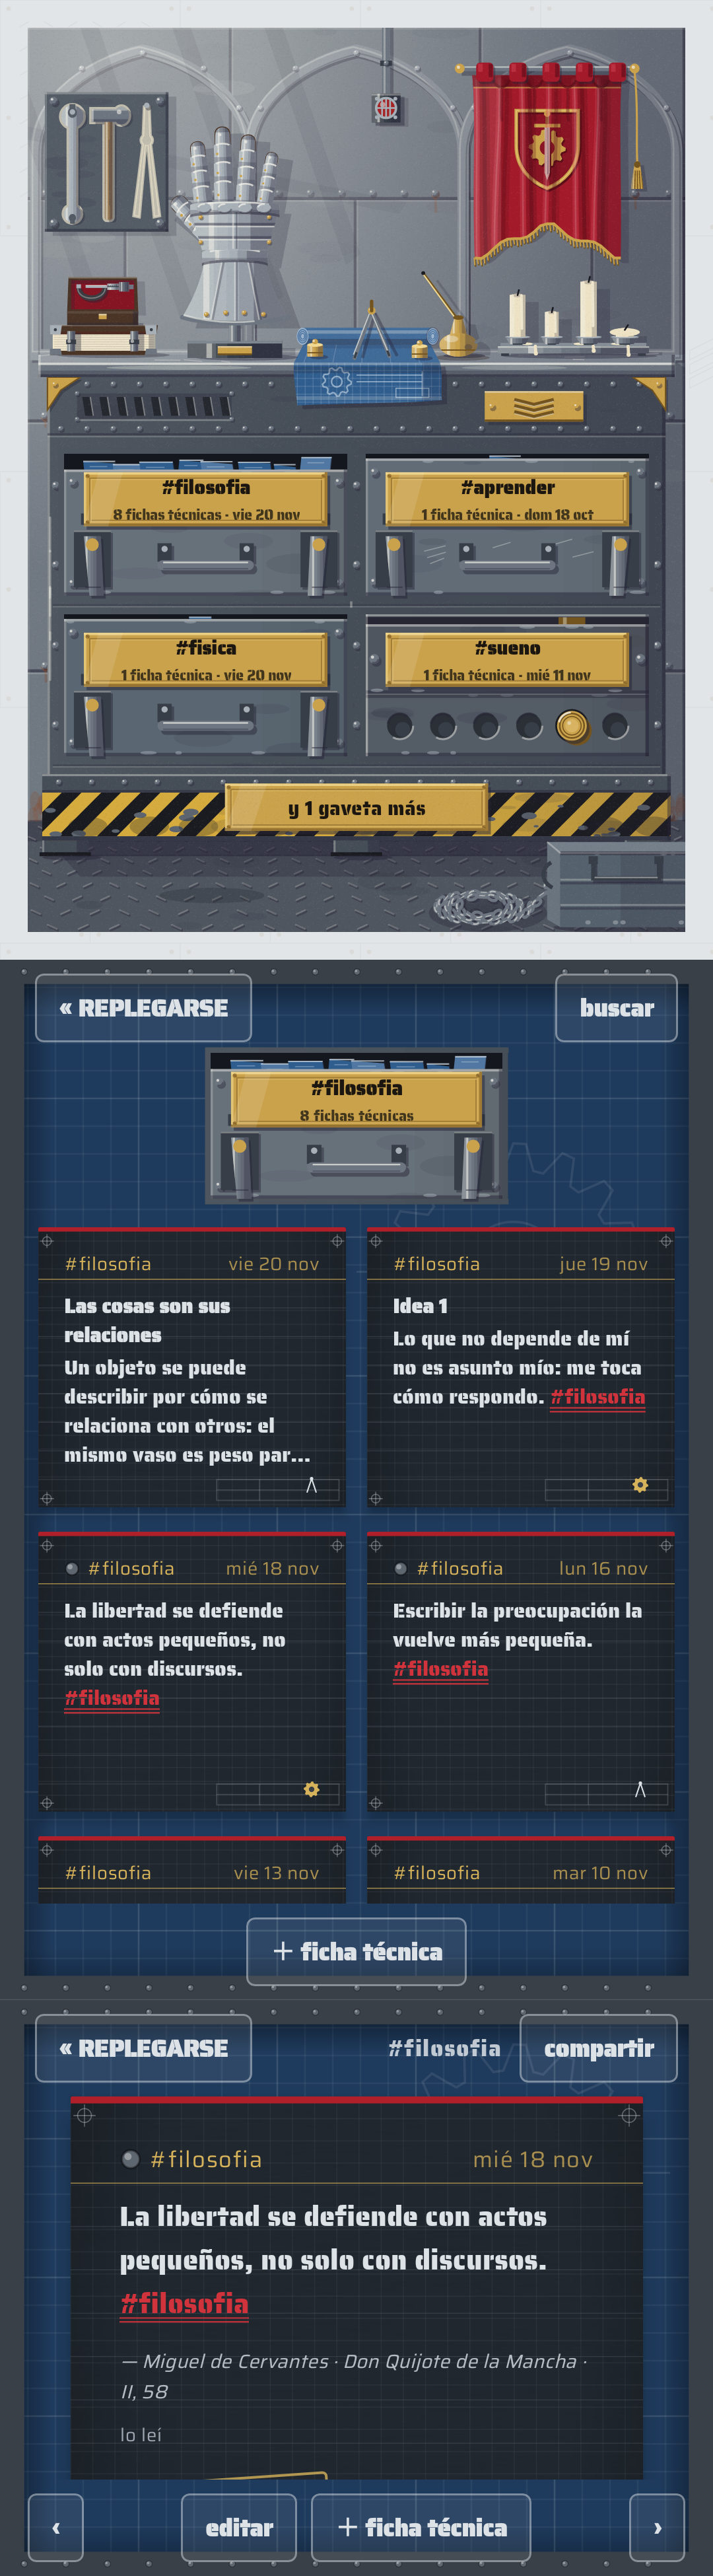 #filosofia
8 fichas técnicas · vie 20 nov
#aprender
1 ficha técnica · dom 18 oct
#fisica
1 ficha técnica · vie 20 nov
#sueno
1 ficha técnica · mié 11 nov
y 1 gaveta más
« REPLEGARSE
buscar
#filosofia
8 fichas técnicas
#filosofia vie 20 nov
Las cosas son sus
relaciones
Un objeto se puede
describir por cómo se
relaciona con otros: el
mismo vaso es peso par…
#filosofia jue 19 nov
Idea 1
Lo que no depende de mí
no es asunto mío: me toca
cómo respondo. #filosofia
#filosofia mié 18 nov
La libertad se defiende
con actos pequeños, no
solo con discursos.
#filosofia
#filosofia lun 16 nov
Escribir la preocupación la
vuelve más pequeña.
#filosofia
#filosofia vie 13 nov
#filosofia mar 10 nov
+ ficha técnica
« REPLEGARSE
#filosofia
compartir
#filosofia mié 18 nov
La libertad se defiende con actos
pequeños, no solo con discursos.
#filosofia
— Miguel de Cervantes · Don Quijote de la Mancha ·
II, 58
lo leí
‹
editar
+ ficha técnica
›